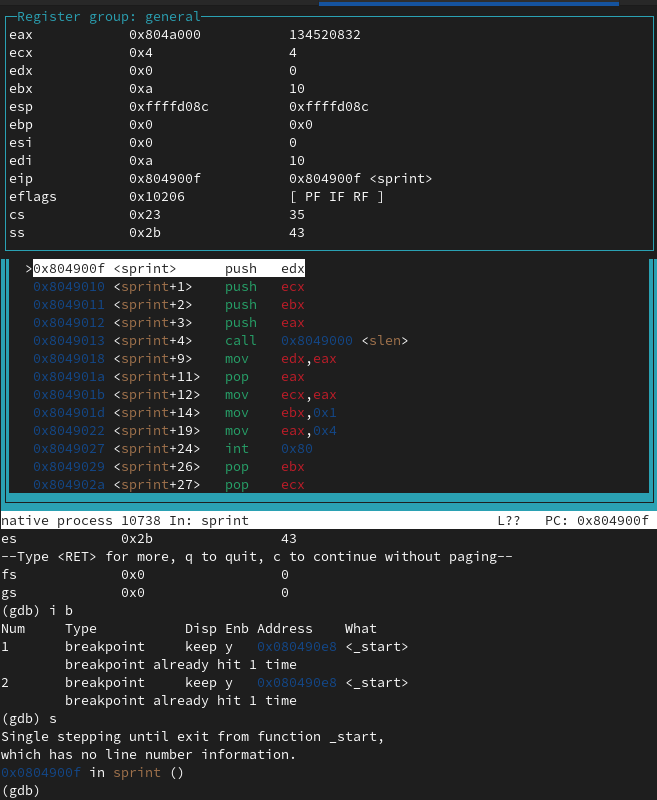 Register group: general
eax 0x804a000 134520832
ecx 0x4 4
edx 0x0 0
ebx 0xa 10
esp 0xffffd08c 0xffffd08c
ebp 0x0 0x0
esi 0x0 0
edi 0xa 10
eip 0x804900f 0x804900f <sprint>
eflags 0x10206 [ PF IF RF ]
cs 0x23 35
ss 0x2b 43
>0x804900f <sprint> push edx
0x8049010 <sprint+1> push ecx
0x8049011 <sprint+2> push ebx
0x8049012 <sprint+3> push eax
0x8049013 <sprint+4> call 0x8049000 <slen>
0x8049018 <sprint+9> mov edx,eax
0x804901a <sprint+11> pop eax
0x804901b <sprint+12> mov ecx,eax
0x804901d <sprint+14> mov ebx,0x1
0x8049022 <sprint+19> mov eax,0x4
0x8049027 <sprint+24> int 0x80
0x8049029 <sprint+26> pop ebx
0x804902a <sprint+27> pop ecx
native process 10738 In: sprint L?? PC: 0x804900f
es 0x2b 43
--Type <RET> for more, q to quit, c to continue without paging--
fs 0x0 0
gs 0x0 0
(gdb) i b
Num Type Disp Enb Address What
1 breakpoint keep y 0x080490e8 <_start>
breakpoint already hit 1 time
2 breakpoint keep y 0x080490e8 <_start>
breakpoint already hit 1 time
(gdb) s
Single stepping until exit from function _start,
which has no line number information.
0x0804900f in sprint ()
(gdb)